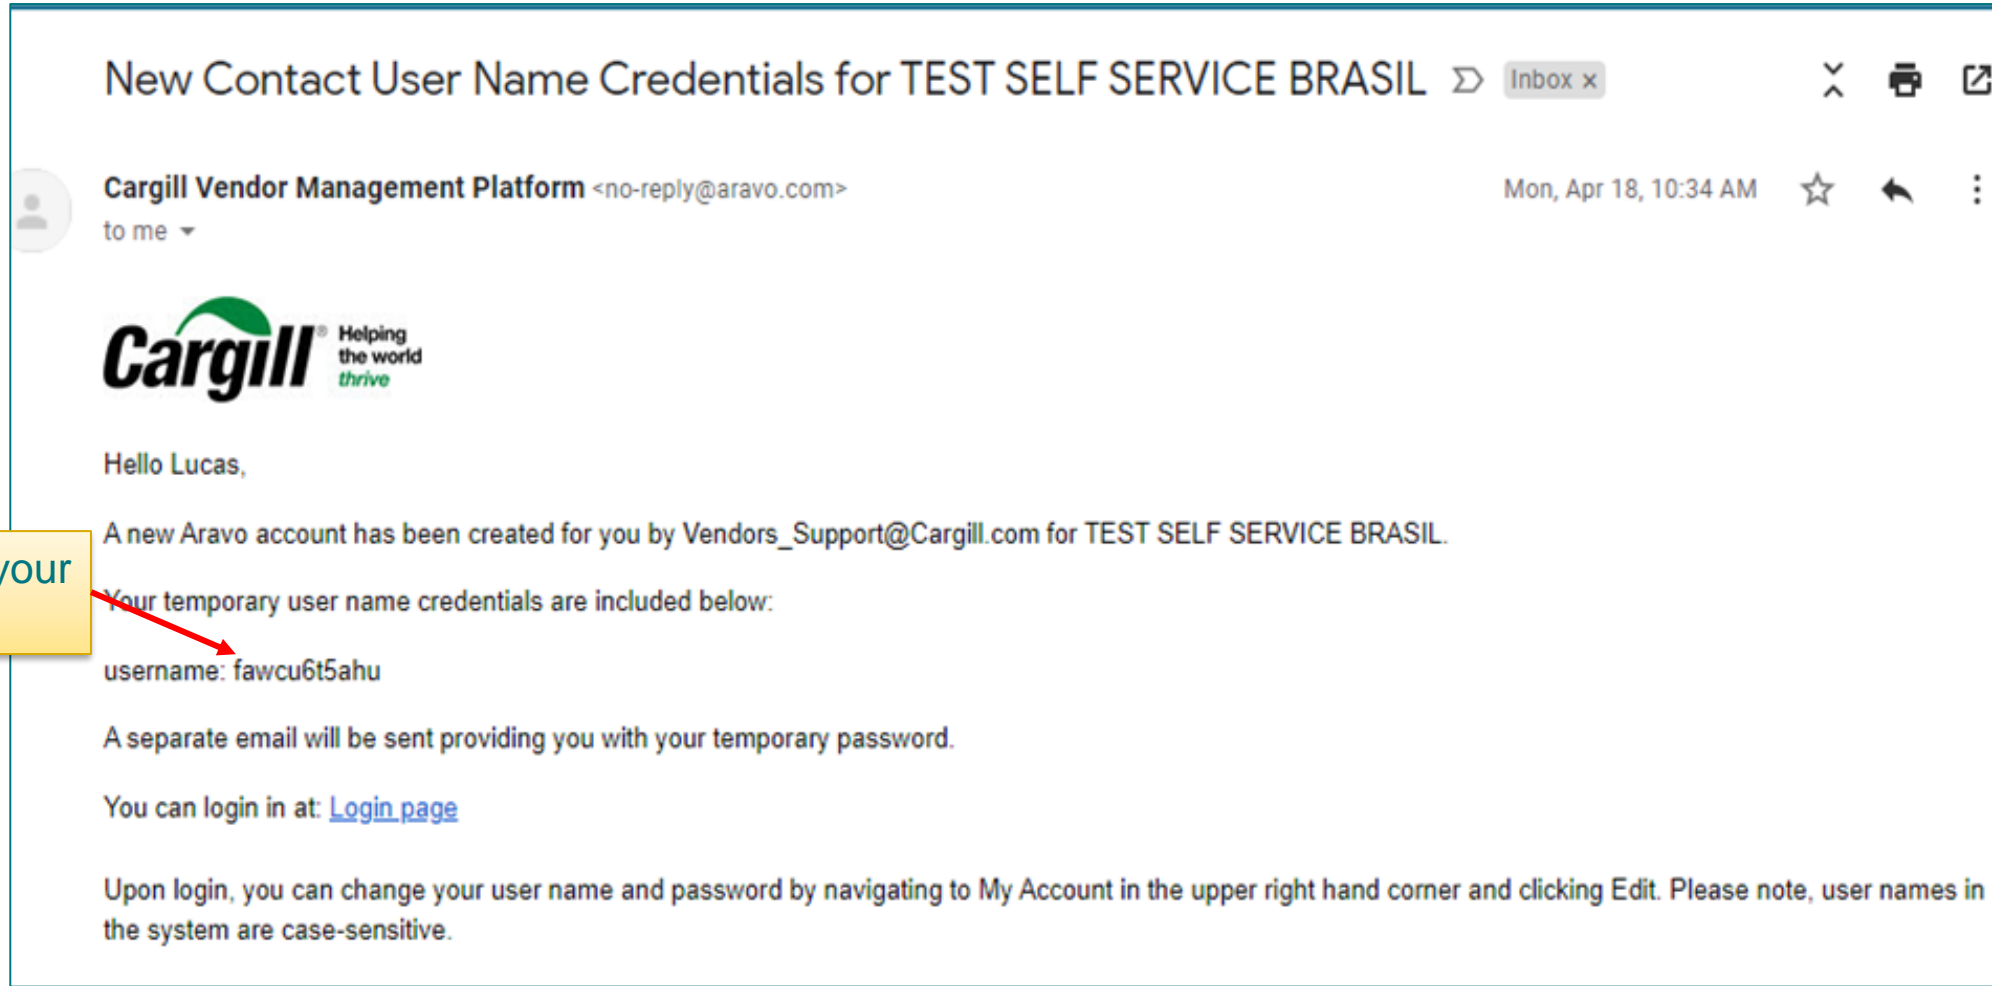 New Contact User Name Credentials for TEST SELF SERVICE BRASIL Inbox x
Cargill Vendor Management Platform <no-reply@aravo.com> Mon, Apr 18, 10:34 AM
to me
Cargill® Helping
the world
thrive
Hello Lucas,
A new Aravo account has been created for you by Vendors_Support@Cargill.com for TEST SELF SERVICE BRASIL.
your
Your temporary user name credentials are included below:
username: fawcu6t5ahu
A separate email will be sent providing you with your temporary password.
You can login in at: Login page
Upon login, you can change your user name and password by navigating to My Account in the upper right hand corner and clicking Edit. Please note, user names in
the system are case-sensitive.